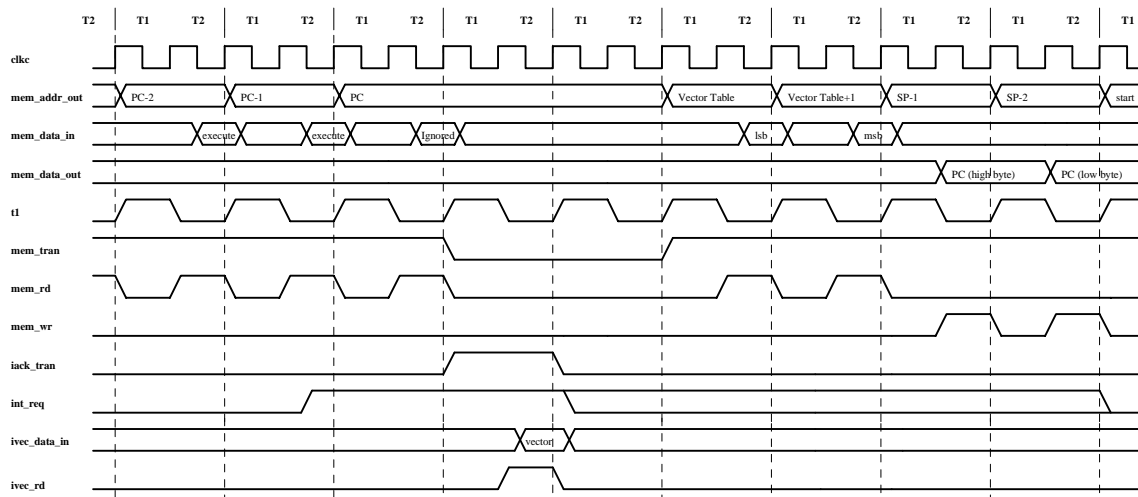 T2 T1 T2 T1 T2 T1 T2 T1 T2 T1 T2 T1 T2 T1 T2 T1 T2 T1 T2 T1
clkc
mem_addr_out PC-2 PC-1 PC Vector Table Vector Table+1 SP-1 SP-2 start
mem_data_in execute execute Ignored lsb msb
mem_data_out PC (high byte) PC (low byte)
t1
mem_tran
mem_rd
mem_wr
iack_tran
int_req
ivec_data_in vector
ivec_rd